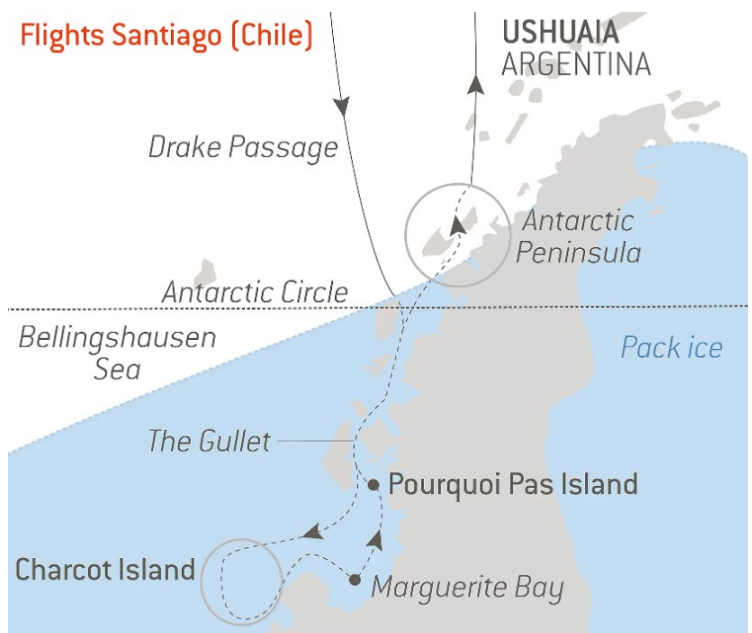 Flights Santiago (Chile)
USHUAIA
ARGENTINA
Drake Passage
Antarctic
Peninsula
Antarctic Circle
Bellingshausen
Sea
Pack ice
The Gullet
Pourquoi Pas Island
Charcot Island
Marguerite Bay